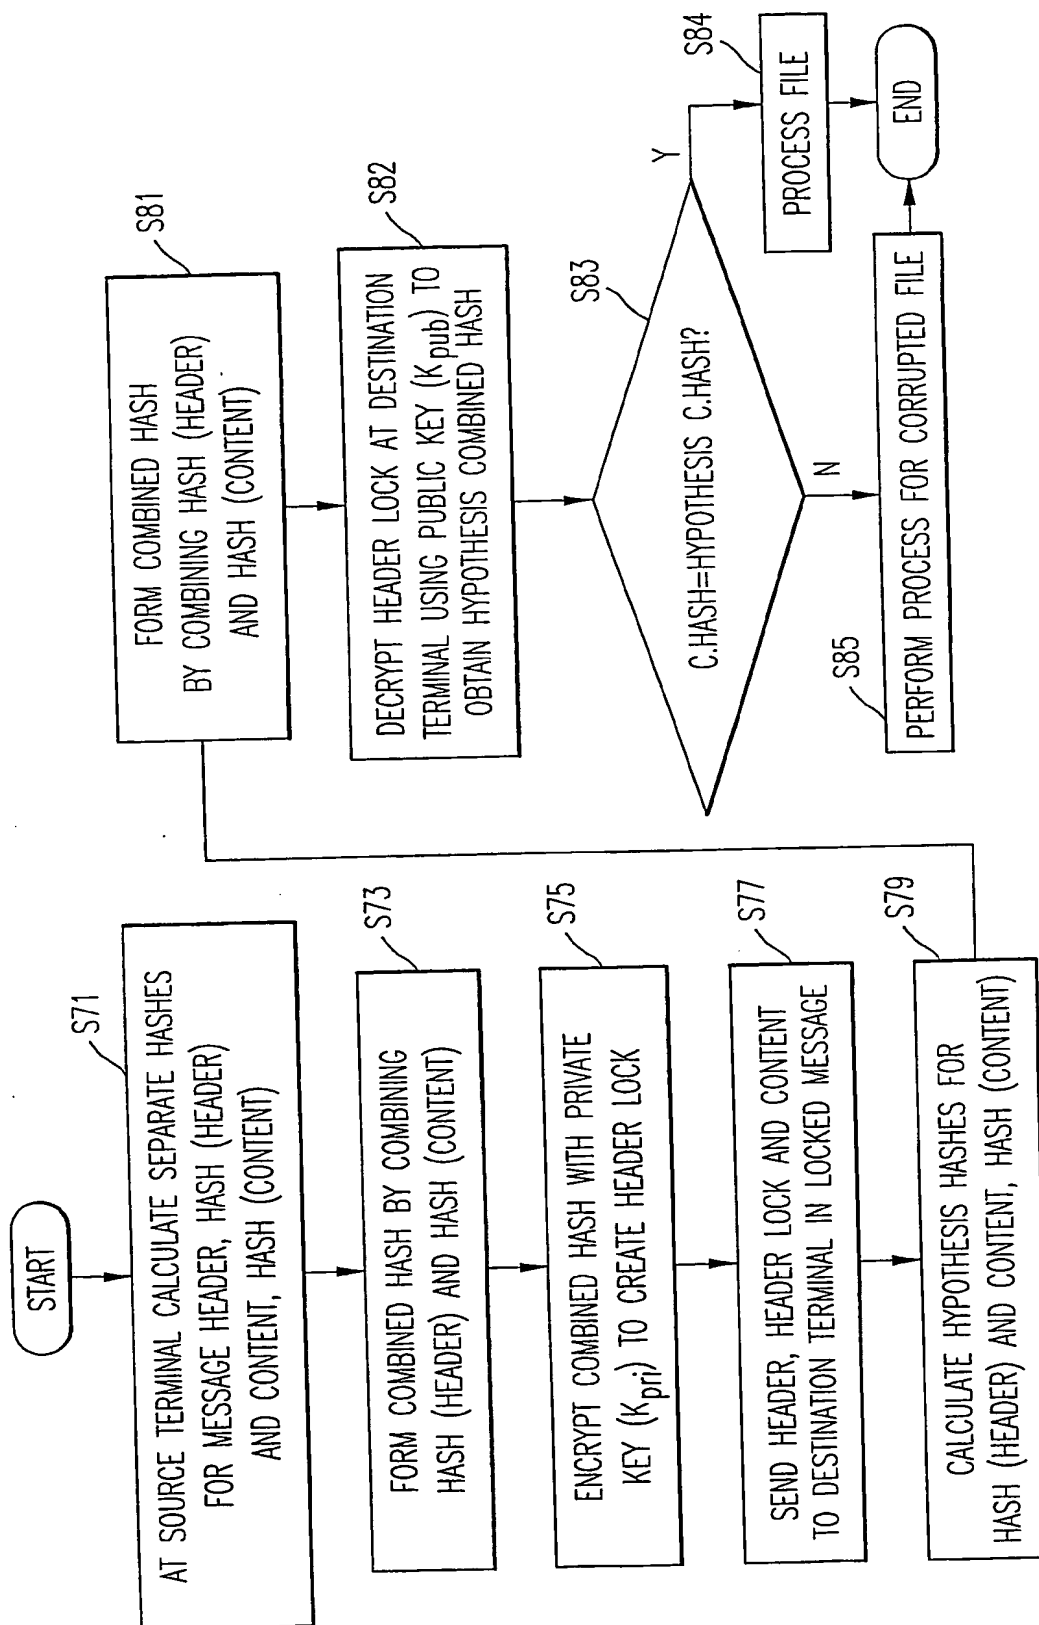 START
S71
AT SOURCE TERMINAL CALCULATE SEPARATE HASHES
FOR MESSAGE HEADER, HASH (HEADER)
AND CONTENT, HASH (CONTENT)
S73
FORM COMBINED HASH BY COMBINING
HASH (HEADER) AND HASH (CONTENT)
S75
ENCRYPT COMBINED HASH WITH PRIVATE
KEY (Kpri) TO CREATE HEADER LOCK
S77
SEND HEADER, HEADER LOCK AND CONTENT
TO DESTINATION TERMINAL IN LOCKED MESSAGE
S79
CALCULATE HYPOTHESIS HASHES FOR
HASH (HEADER) AND CONTENT, HASH (CONTENT)
S81
FORM COMBINED HASH
BY COMBINING HASH (HEADER)
AND HASH (CONTENT)
S82
DECRYPT HEADER LOCK AT DESTINATION
TERMINAL USING PUBLIC KEY (Kpub) TO
OBTAIN HYPOTHESIS COMBINED HASH
S83
C.HASH=HYPOTHESIS C.HASH?
Y
N
S84
PROCESS FILE
S85
PERFORM PROCESS FOR CORRUPTED FILE
END